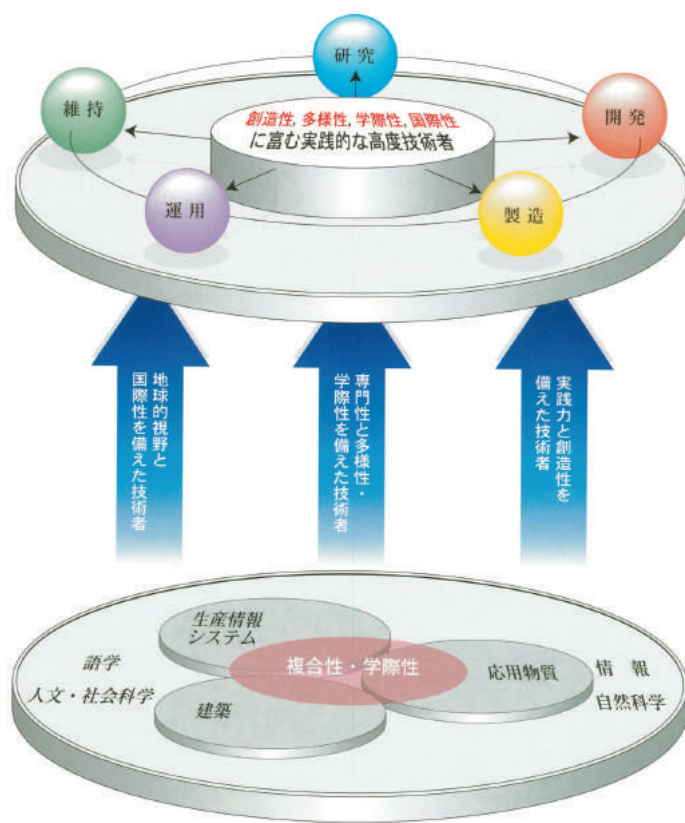 研究
維持
開発
創造性, 多様性, 学際性, 国際性
に富む実践的な高度技術者
運用
製造
地球的視野と
国際性を備えた技術者
専門性と多様性・
学際性を備えた技術者
実践力と創造性を
備えた技術者
生産情報
システム
語学
人文・社会科学
複合性・学際性
応用物質
情報
自然科学
建築